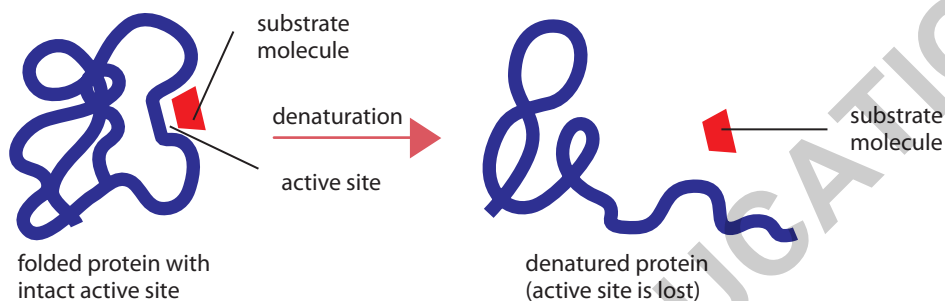 substrate
molecule
denaturation
active site
substrate
molecule
folded protein with
intact active site
denatured protein
(active site is lost)
UCATIO